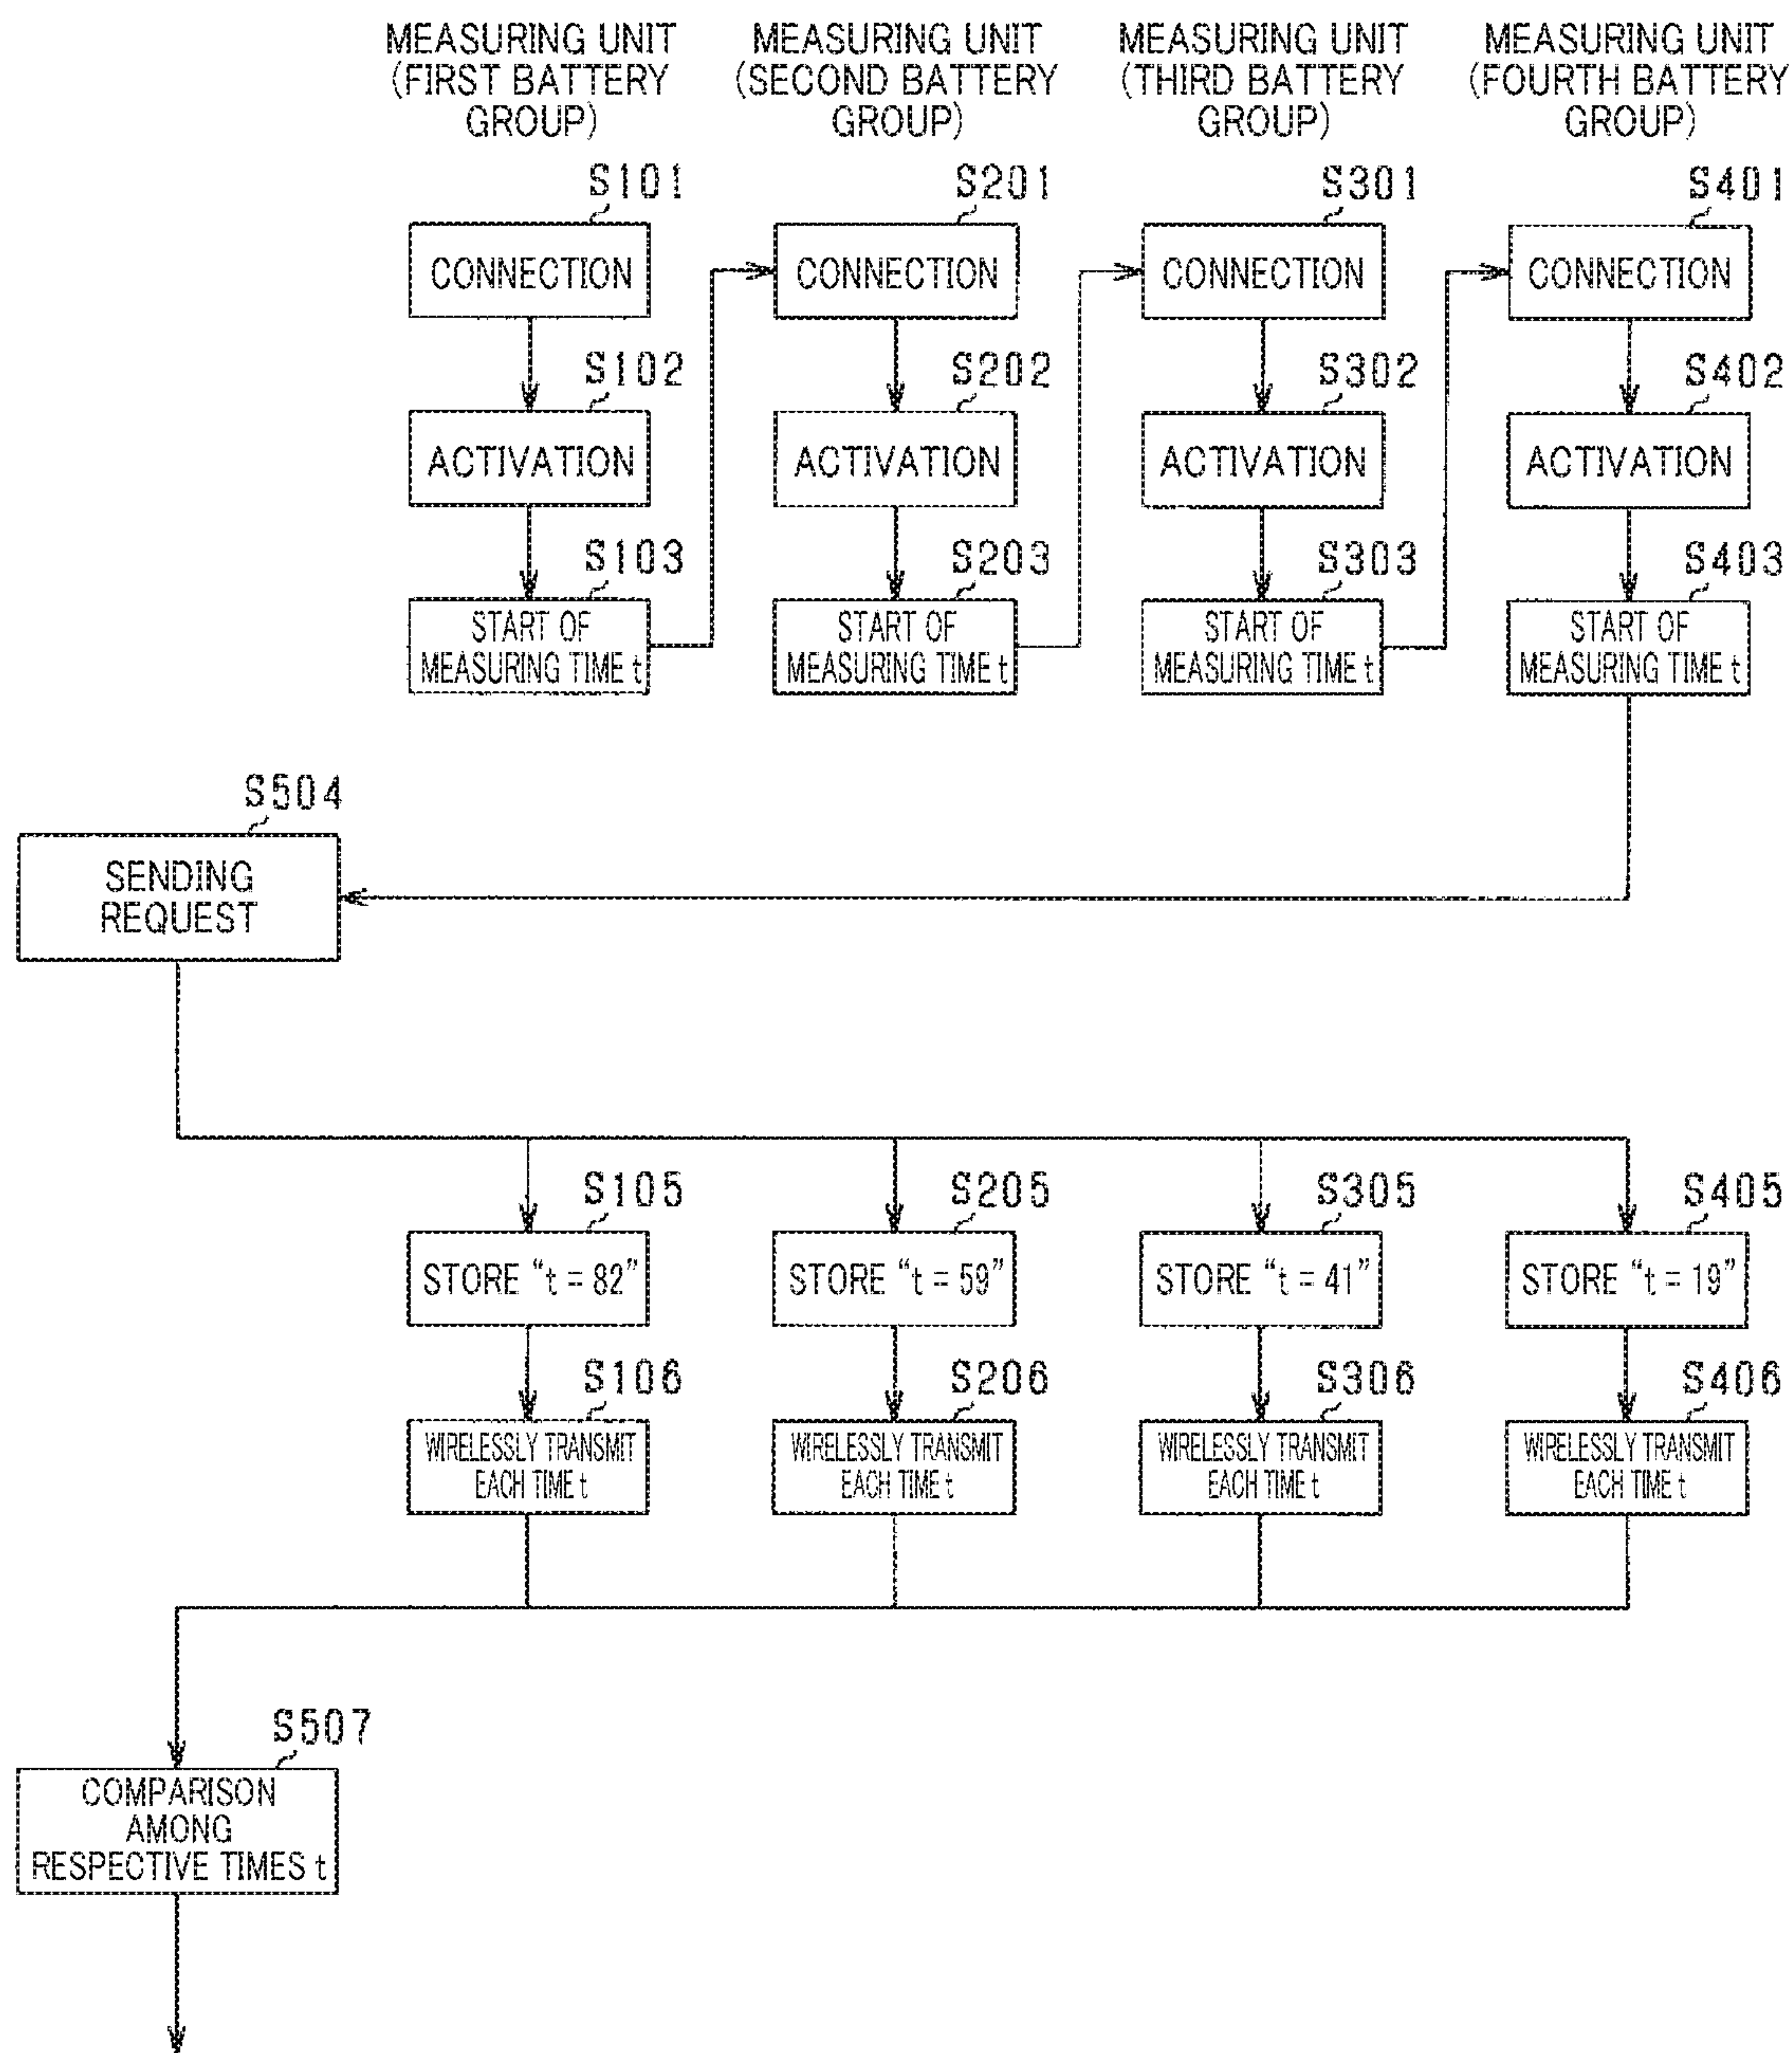 MEASURING UNIT
(FIRST BATTERY
GROUP)
MEASURING UNIT
(SECOND BATTERY
GROUP)
MEASURING UNIT
(THIRD BATTERY
GROUP)
MEASURING UNIT
(FOURTH BATTERY
GROUP)
S101
S201
S301
S401
CONNECTION
CONNECTION
CONNECTION
CONNECTION
S102
S202
S302
S402
ACTIVATION
ACTIVATION
ACTIVATION
ACTIVATION
S103
S203
S303
S403
START OF
MEASURING TIME t
START OF
MEASURING TIME t
START OF
MEASURING TIME t
START OF
MEASURING TIME t
S504
SENDING
REQUEST
S105
S205
S305
S405
STORE “t = 82”
STORE “t = 59”
STORE “t = 41”
STORE “t = 19”
S106
S206
S306
S406
WIRELESSLY TRANSMIT
EACH TIME t
WIRELESSLY TRANSMIT
EACH TIME t
WIRELESSLY TRANSMIT
EACH TIME t
WIRELESSLY TRANSMIT
EACH TIME t
S507
COMPARISON
AMONG
RESPECTIVE TIMES t